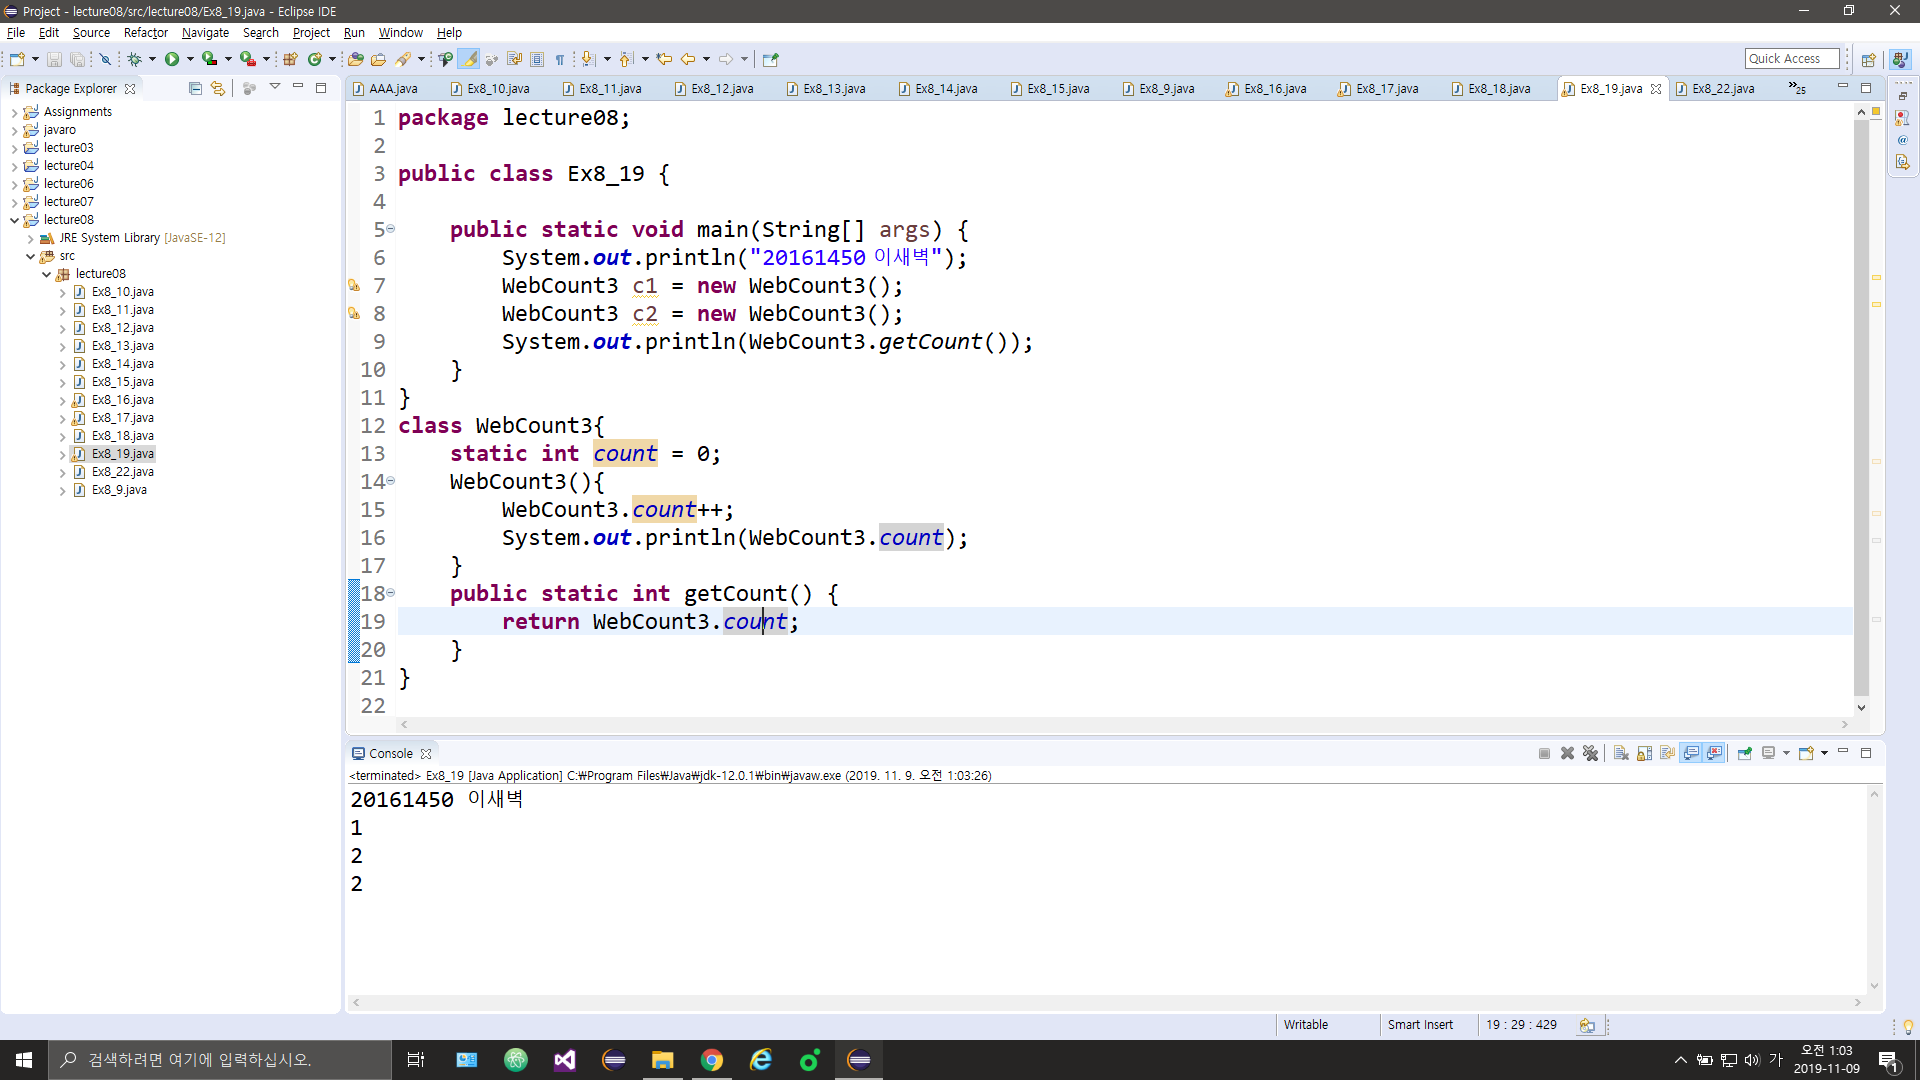 Project - lecture08/src/lecture08/Ex8_19.java - Eclipse IDE
File Edit Source Refactor Navigate Search Project Run Window Help
Quick Access
Package Explorer
AAA.java Ex8_10.java Ex8_11.java Ex8_12.java Ex8_13.java Ex8_14.java Ex8_15.java Ex8_9.java Ex8_16.java Ex8_17.java Ex8_18.java Ex8_19.java Ex8_22.java »25
Assignments
javaro
lecture03
lecture04
lecture06
lecture07
lecture08
JRE System Library [JavaSE-12]
src
lecture08
Ex8_10.java
Ex8_11.java
Ex8_12.java
Ex8_13.java
Ex8_14.java
Ex8_15.java
Ex8_16.java
Ex8_17.java
Ex8_18.java
Ex8_19.java
Ex8_22.java
Ex8_9.java
1 package lecture08;
2
3 public class Ex8_19 {
4
5 public static void main(String[] args) {
6 System.out.println("20161450 이새벽");
7 WebCount3 c1 = new WebCount3();
8 WebCount3 c2 = new WebCount3();
9 System.out.println(WebCount3.getCount());
10 }
11 }
12 class WebCount3{
13 static int count = 0;
14 WebCount3(){
15 WebCount3.count++;
16 System.out.println(WebCount3.count);
17 }
18 public static int getCount() {
19 return WebCount3.count;
20 }
21 }
22
Console
<terminated> Ex8_19 [Java Application] C:₩Program Files₩Java₩jdk-12.0.1₩bin₩javaw.exe (2019. 11. 9. 오전 1:03:26)
20161450 이새벽
1
2
2
Writable Smart Insert 19 : 29 : 429
검색하려면 여기에 입력하십시오.
가
오전 1:03
2019-11-09
1